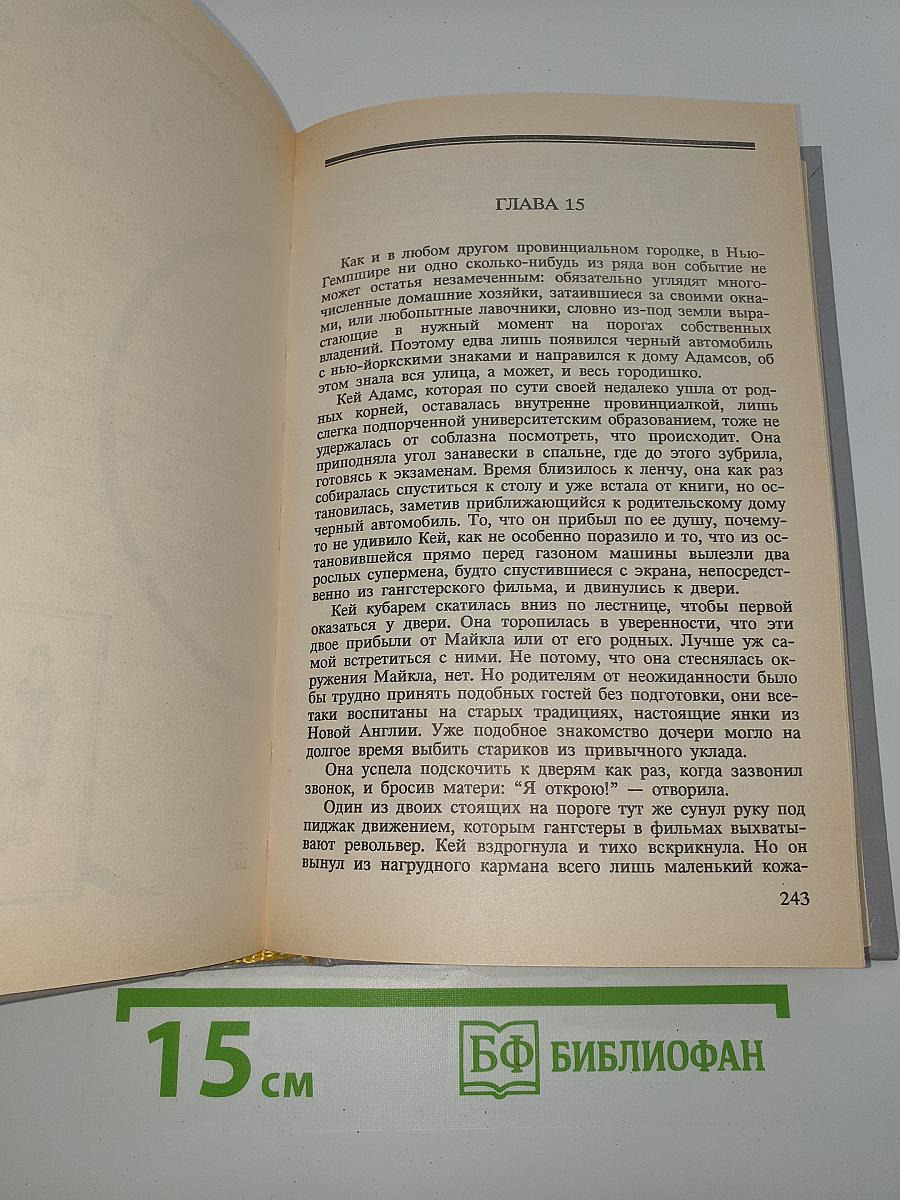 ГЛАВА 15
Как и в любом другом провинциальном городке, в Нью-
Гемпшире ни одно сколько-нибудь из ряда вон событие не
может остатья незамеченным: обязательно углядят много-
численные домашние хозяйки, затаившиеся за своими окна-
ми, или любопытные лавочники, словно из-под земли выра-
стающие в нужный момент на порогах собственных
владений. Поэтому едва лишь появился черный автомобиль
с нью-йоркскими знаками и направился к дому Адамсов, об
этом знала вся улица, а может, и весь городишко.
Кей Адамс, которая по сути своей недалеко ушла от род-
ных корней, оставалась внутренне провинциалкой, лишь
слегка подпорченной университетским образованием, тоже не
удержалась от соблазна посмотреть, что происходит. Она
приподняла угол занавески в спальне, где до этого зубрила,
готовясь к экзаменам. Время близилось к ленчу, она как раз
собиралась спуститься к столу и уже встала от книги, но ос-
тановилась, заметив приближающийся к родительскому дому
черный автомобиль. То, что он прибыл по ее душу, почему-
то не удивило Кей, как не особенно поразило и то, что из ос-
тановившейся прямо перед газоном машины вылезли два
рослых супермена, будто спустившиеся с экрана, непосредст-
венно из гангстерского фильма, и двинулись к двери.
Кей кубарем скатилась вниз по лестнице, чтобы первой
оказаться у двери. Она торопилась в уверенности, что эти
двое прибыли от Майкла или от его родных. Лучше уж са-
мой встретиться с ними. Не потому, что она стеснялась ок-
ружения Майкла, нет. Но родителям от неожиданности было
бы трудно принять подобных гостей без подготовки, они все-
таки воспитаны на старых традициях, настоящие янки из
Новой Англии. Уже подобное знакомство дочери могло на
долгое время выбить стариков из привычного уклада.
Она успела подскочить к дверям как раз, когда зазвонил
звонок, и бросив матери: “Я открою!” — отворила.
Один из двоих стоящих на пороге тут же сунул руку под
пиджак движением, которым гангстеры в фильмах выхваты-
вают револьвер. Кей вздрогнула и тихо вскрикнула. Но он
вынул из нагрудного кармана всего лишь маленький кожа-
243
15 см
БФ БИБЛИОФАН